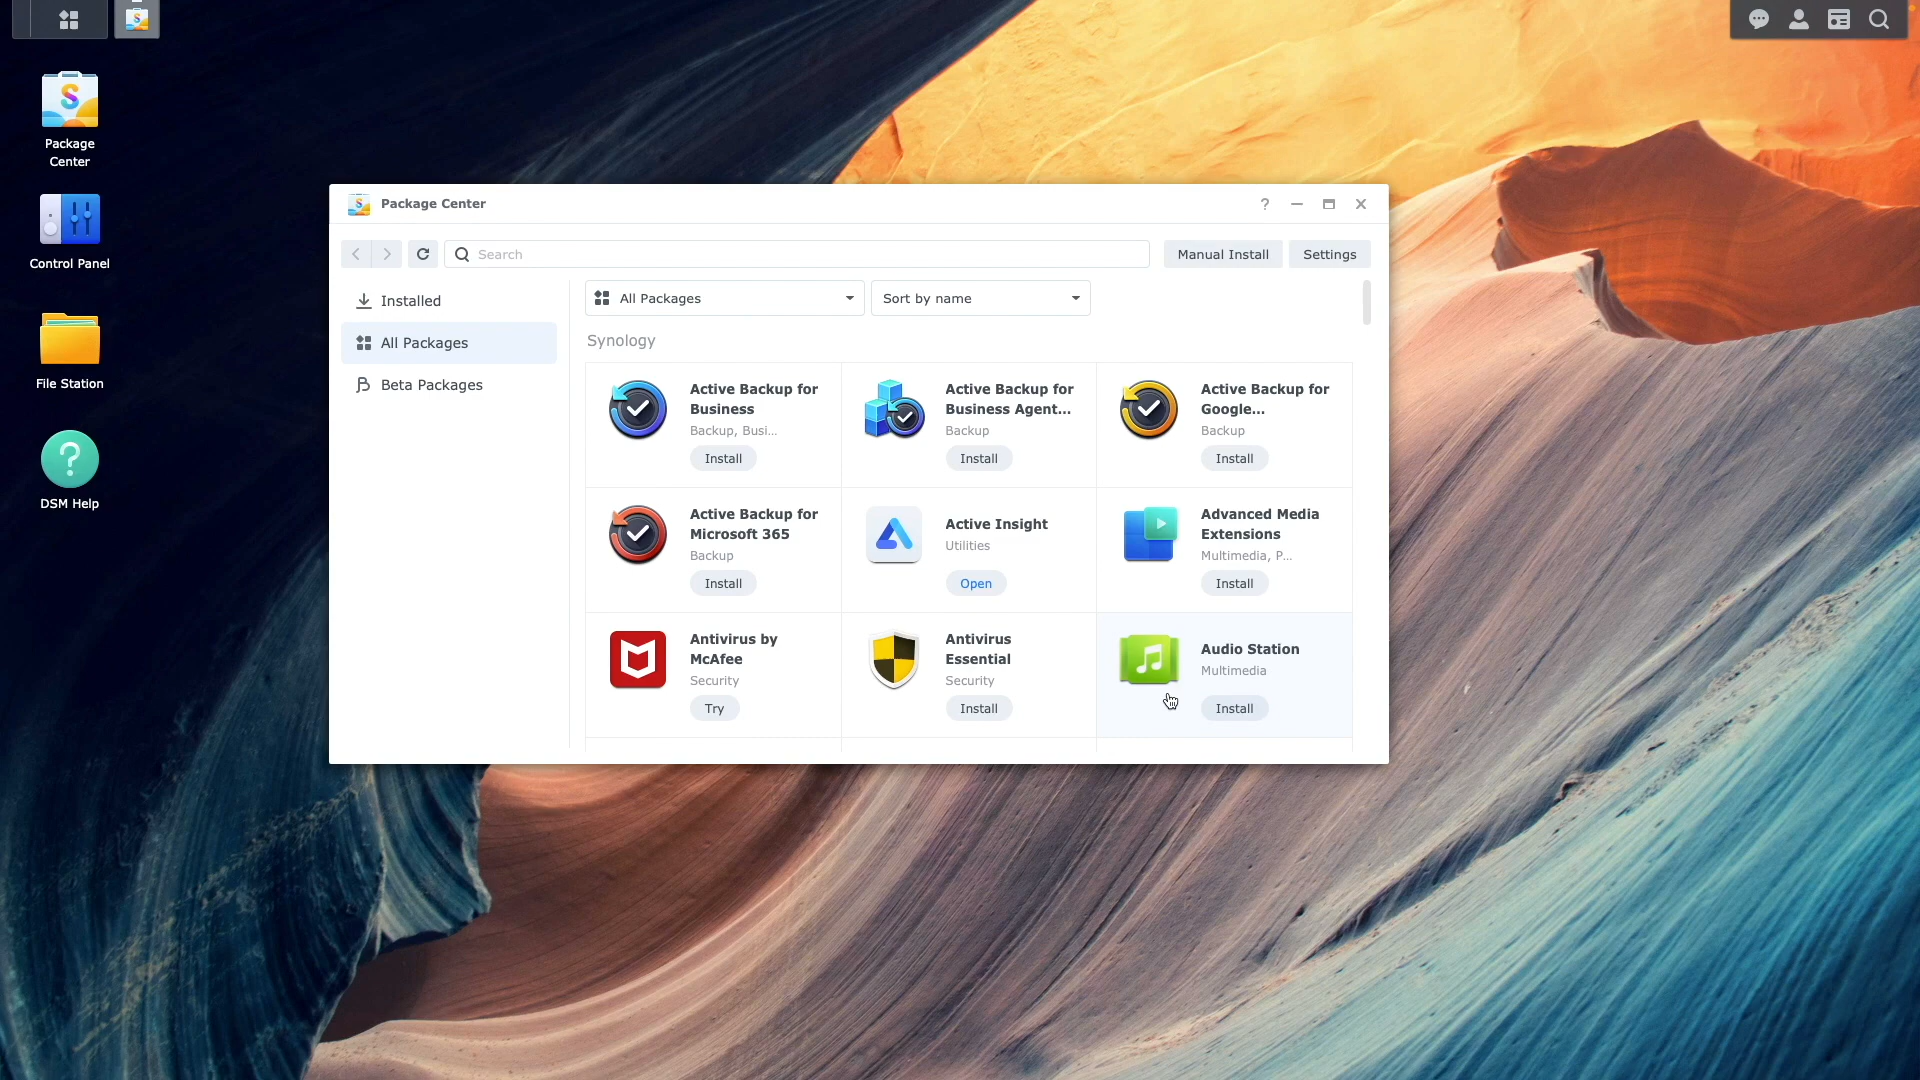 Package
Center
Control Panel
File Station
DSM Help
Package Center
Search
Manual Install
Settings
Installed
All Packages
Beta Packages
All Packages
Sort by name
Synology
Active Backup for
Business
Backup, Busi...
Install
Active Backup for
Business Agent...
Backup
Install
Active Backup for
Google...
Backup
Install
Active Backup for
Microsoft 365
Backup
Install
Active Insight
Utilities
Open
Advanced Media
Extensions
Multimedia, P...
Install
Antivirus by
McAfee
Security
Try
Antivirus
Essential
Security
Install
Audio Station
Multimedia
Install